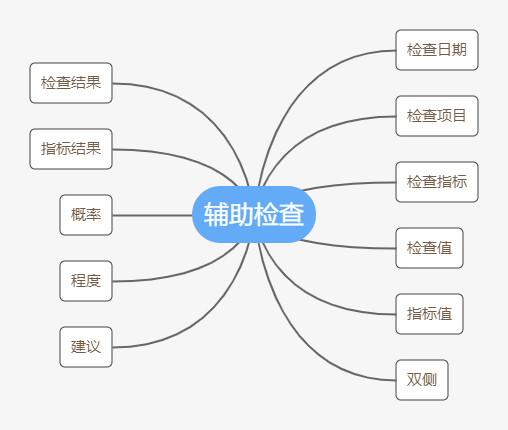 辅助检查
检查日期
检查项目
检查指标
检查值
指标值
双侧
检查结果
指标结果
概率
程度
建议